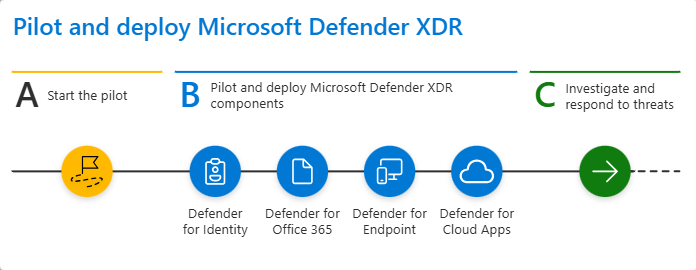 Pilot and deploy Microsoft Defender XDR
A Start the pilot
B Pilot and deploy Microsoft Defender XDR
components
C Investigate and
respond to threats
Defender
for Identity
Defender for
Office 365
Defender for
Endpoint
Defender for
Cloud Apps